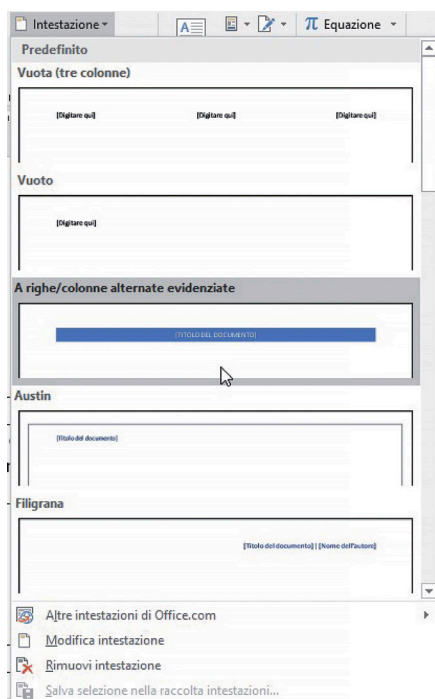 Intestazione
A
π Equazione
Predefinito
Vuota (tre colonne)
[Digitare qui] [Digitare qui] [Digitare qui]
Vuoto
[Digitare qui]
A righe/colonne alternate evidenziate
[TITOLO DEL DOCUMENTO]
Austin
[Titolo del documento]
Filigrana
[Titolo del documento] | [Nome dell'autore]
Altre intestazioni di Office.com
Modifica intestazione
Rimuovi intestazione
Salva selezione nella raccolta intestazioni...